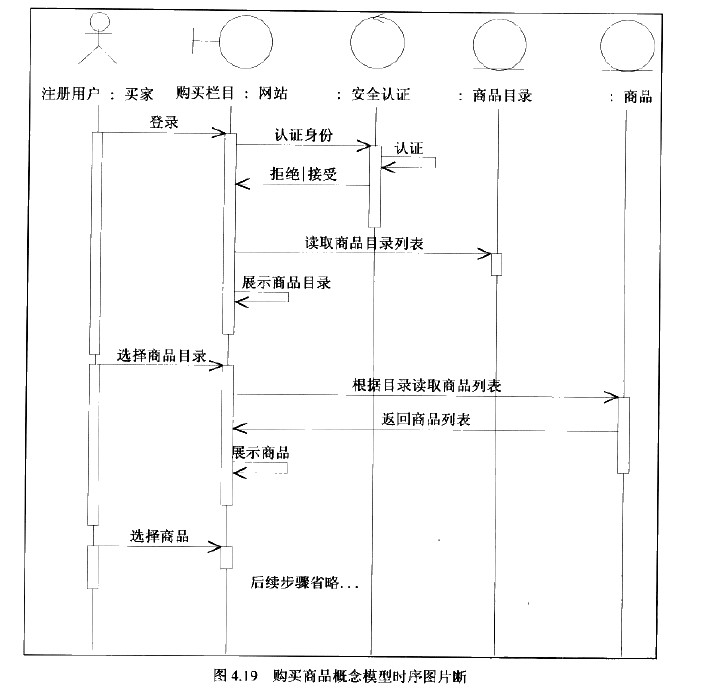 注册用户 : 买家 购买栏目 : 网站 : 安全认证 : 商品目录 : 商品
登录
认证身份
认证
拒绝|接受
读取商品目录列表
展示商品目录
选择商品目录
根据目录读取商品列表
返回商品列表
展示商品
选择商品
后续步骤省略...
图 4.19 购买商品概念模型时序图片断